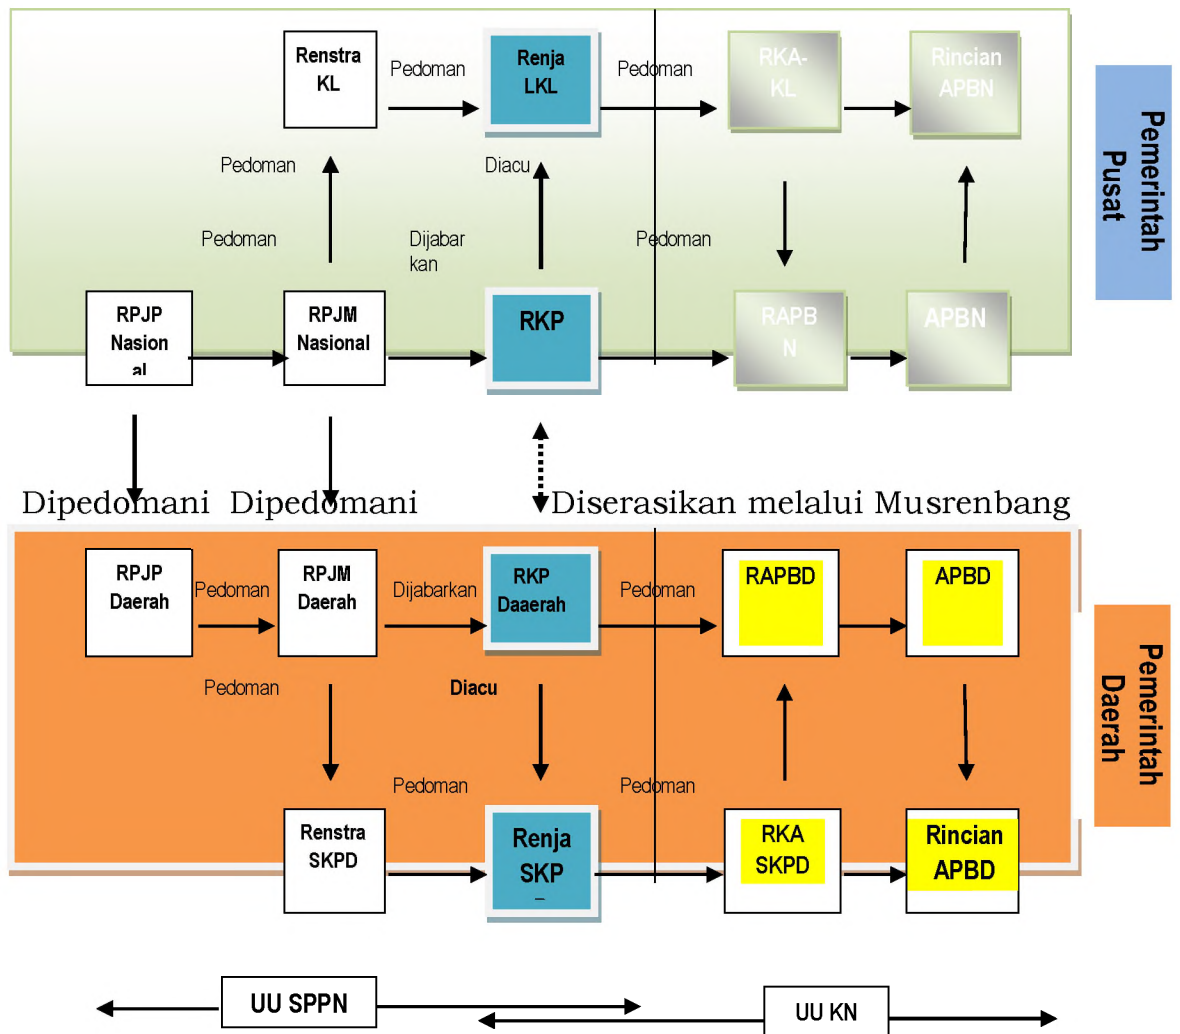 Renstra
KL
Pedoman
Renja
LKL
Pedoman
RKA-
KL
Rincian
APBN
Pemerintah
Pusat
Pedoman
Diacu
Pedoman
Dijabar
kan
Pedoman
RPJP
Nasion
al
RPJM
Nasional
RKP
RAPB
N
APBN
Dipedomani
Dipedomani
Diserasikan melalui Musrenbang
RPJP
Daerah
Pedoman
RPJM
Daerah
Dijabarkan
RKP
Daaerah
Pedoman
RAPBD
APBD
Pemerintah
Daerah
Pedoman
Diacu
Pedoman
Pedoman
Renstra
SKPD
Renja
SKP
RKA
SKPD
Rincian
APBD
UU SPPN
UU KN